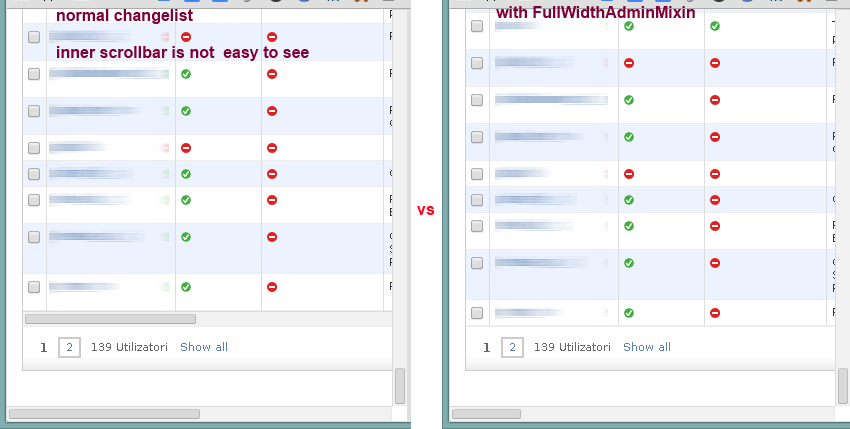 normal changelist
inner scrollbar is not easy to see
1 2 139 Utilizatori Show all
vs
with FullWidthAdminMixin
1 2 139 Utilizatori Show all